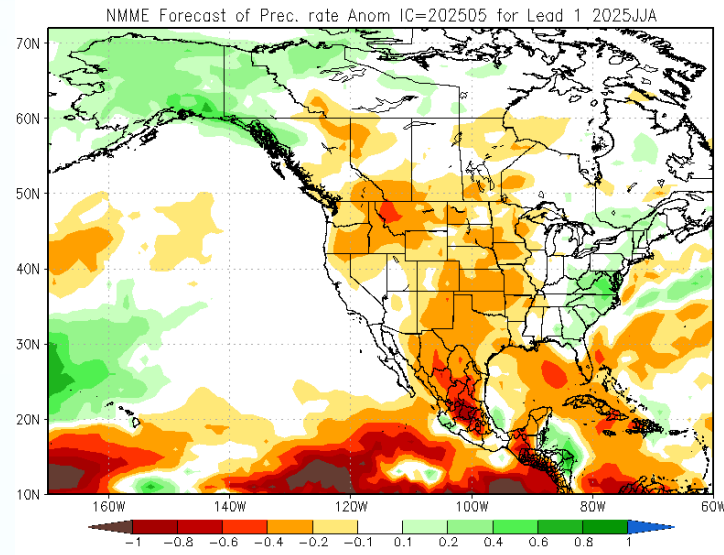 NMME Forecast of Prec. rate Anom IC=202505 for Lead 1 2025JJA
70N
60N
50N
40N
30N
20N
10N
160W 140W 120W 100W 80W 60W
-1 -0.8 -0.6 -0.4 -0.2 -0.1 0.1 0.2 0.4 0.6 0.8 1